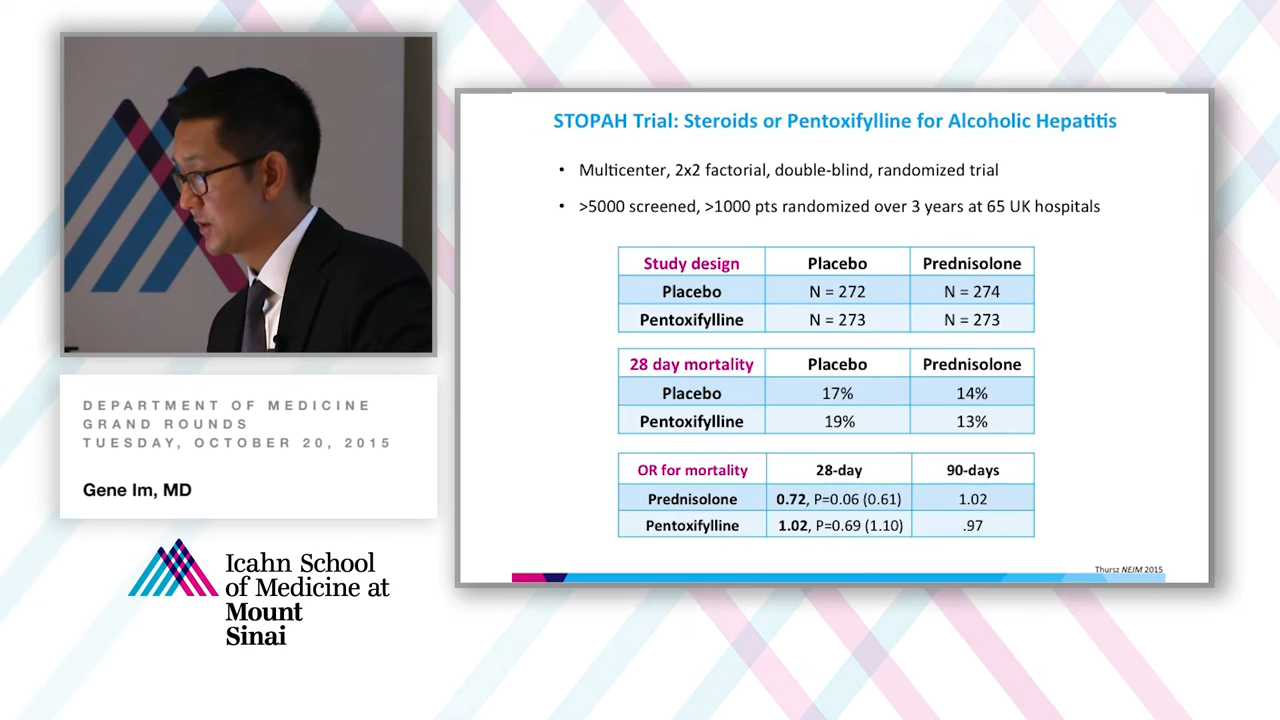 STOPAH Trial: Steroids or Pentoxifylline for Alcoholic Hepatitis
• Multicenter, 2x2 factorial, double-blind, randomized trial
• >5000 screened, >1000 pts randomized over 3 years at 65 UK hospitals
Study design Placebo Prednisolone
Placebo N = 272 N = 274
Pentoxifylline N = 273 N = 273
28 day mortality Placebo Prednisolone
Placebo 17% 14%
Pentoxifylline 19% 13%
OR for mortality 28-day 90-days
Prednisolone 0.72, P=0.06 (0.61) 1.02
Pentoxifylline 1.02, P=0.69 (1.10) .97
Thursz NEJM 2015
DEPARTMENT OF MEDICINE
GRAND ROUNDS
TUESDAY, OCTOBER 20, 2015
Gene Im, MD
Icahn School
of Medicine at
Mount
Sinai